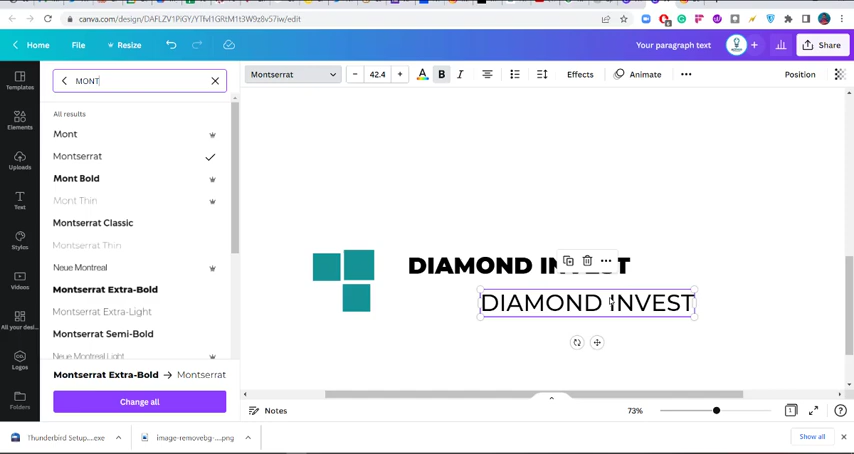 canva.com/design/DAFLZV1PiGY/YTfvI1GRtM1t3W9z8v57iw/edit
Home
File
Resize
Your paragraph text
Share
Templates
Elements
Uploads
Text
Styles
Videos
All your desi...
Logos
Folders
MONT
All results
Mont
Montserrat
Mont Bold
Mont Thin
Montserrat Classic
Montserrat Thin
Neue Montreal
Montserrat Extra-Bold
Montserrat Extra-Light
Montserrat Semi-Bold
Neue Montreal Light
Montserrat Extra-Bold → Montserrat
Change all
Montserrat
− 42.4 +
A B I
Effects
Animate
Position
DIAMOND INVEST
DIAMOND INVEST
Notes
73%
1
Thunderbird Setup....exe
image-removebg-....png
Show all